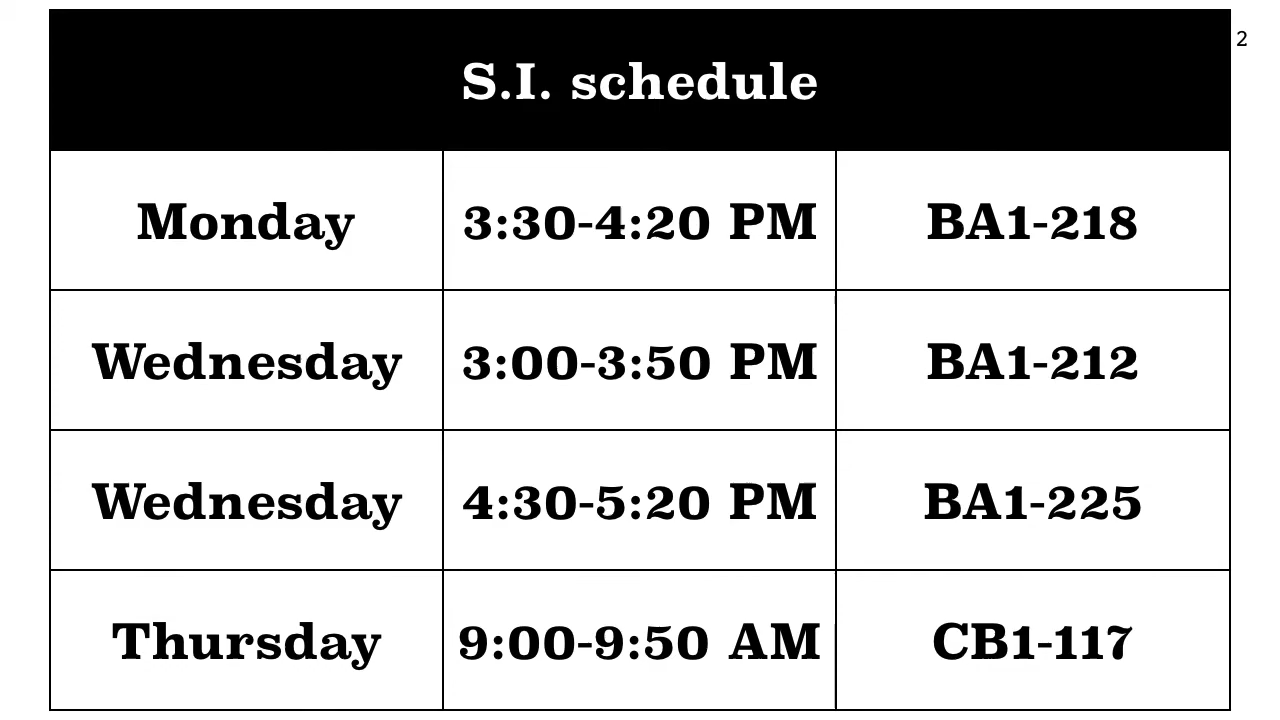 2
S.I. schedule
Monday 3:30-4:20 PM BA1-218
Wednesday 3:00-3:50 PM BA1-212
Wednesday 4:30-5:20 PM BA1-225
Thursday 9:00-9:50 AM CB1-117